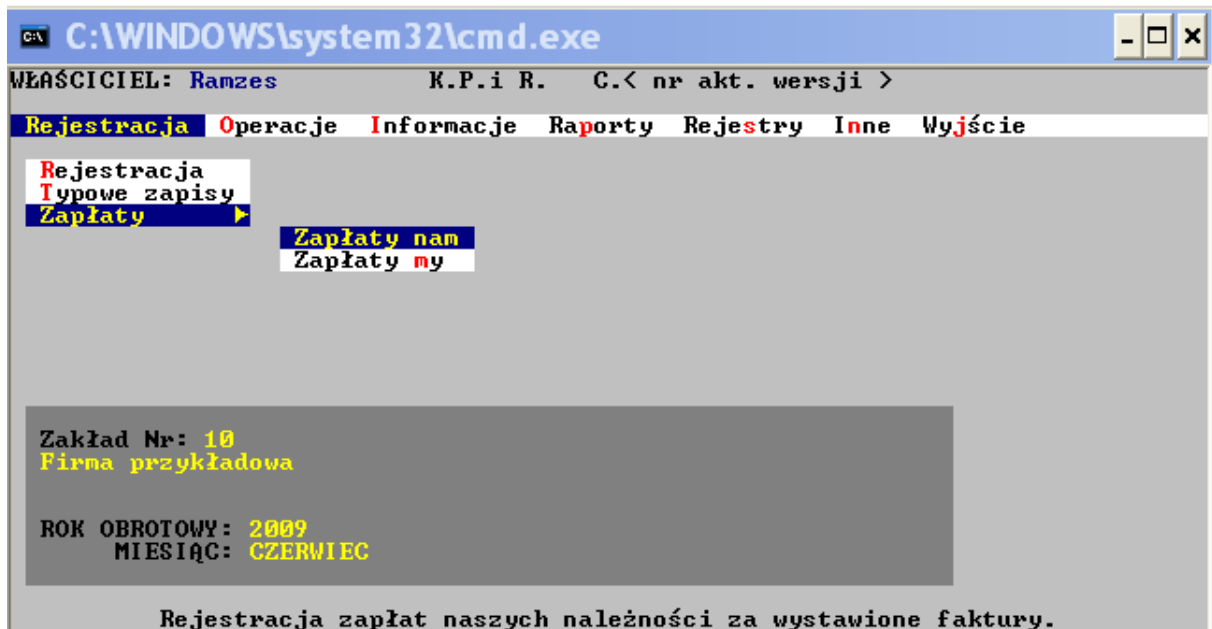 C:\WINDOWS\system32\cmd.exe
WŁAŚCICIEL: Ramzes K.P.i R. C.< nr akt. wersji >
Rejestracja Operacje Informacje Raporty Rejestry Inne Wyjście
Rejestracja
Typowe zapisy
Zapłaty
Zapłaty nam
Zapłaty my
Zakład Nr: 10
Firma przykładowa
ROK OBROTOWY: 2009
MIESIĄC: CZERWIEC
Rejestracja zapłat naszych należności za wystawione faktury.